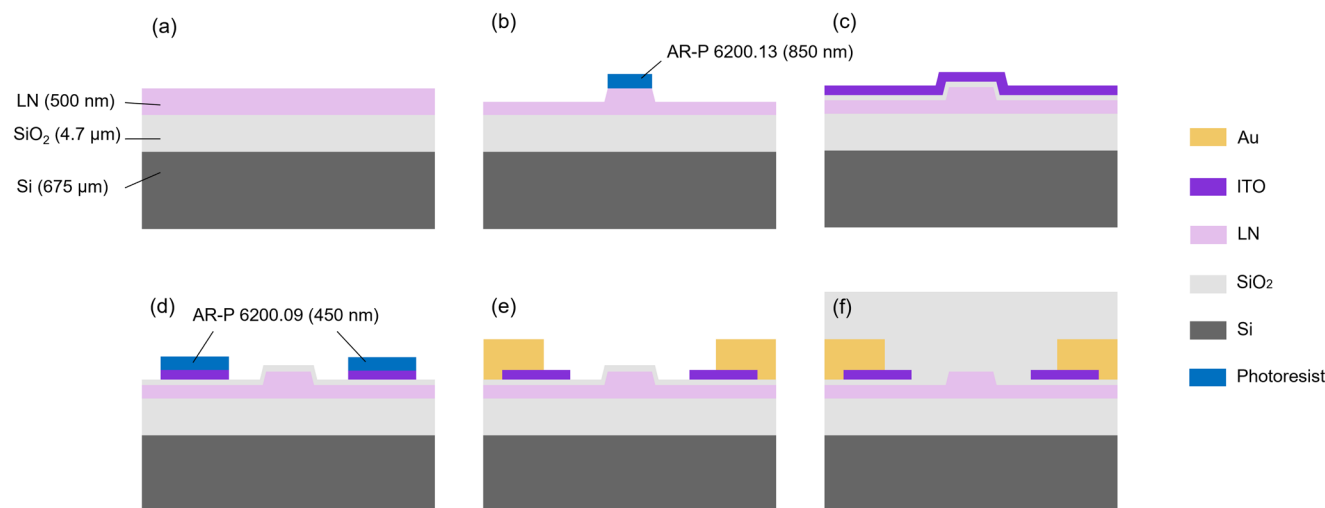 (a)
(b)
(c)
AR-P 6200.13 (850 nm)
LN (500 nm)
SiO₂ (4.7 µm)
Si (675 µm)
Au
ITO
LN
SiO₂
Si
Photoresist
(d)
AR-P 6200.09 (450 nm)
(e)
(f)